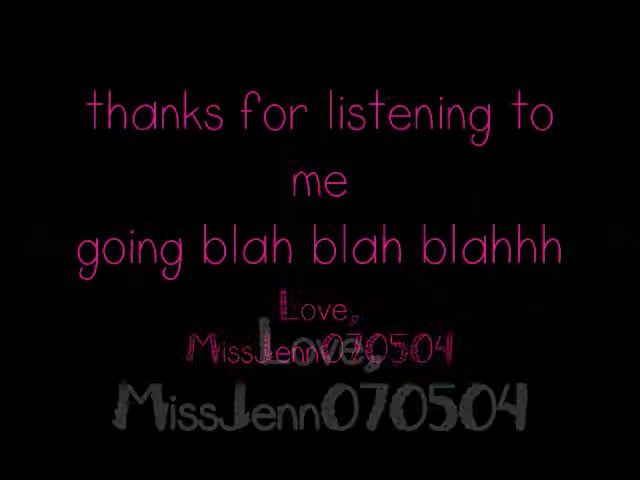 thanks for listening to
me
going blah blah blahhh
Love,
MissJenn070504
Love,
MissJenn070504